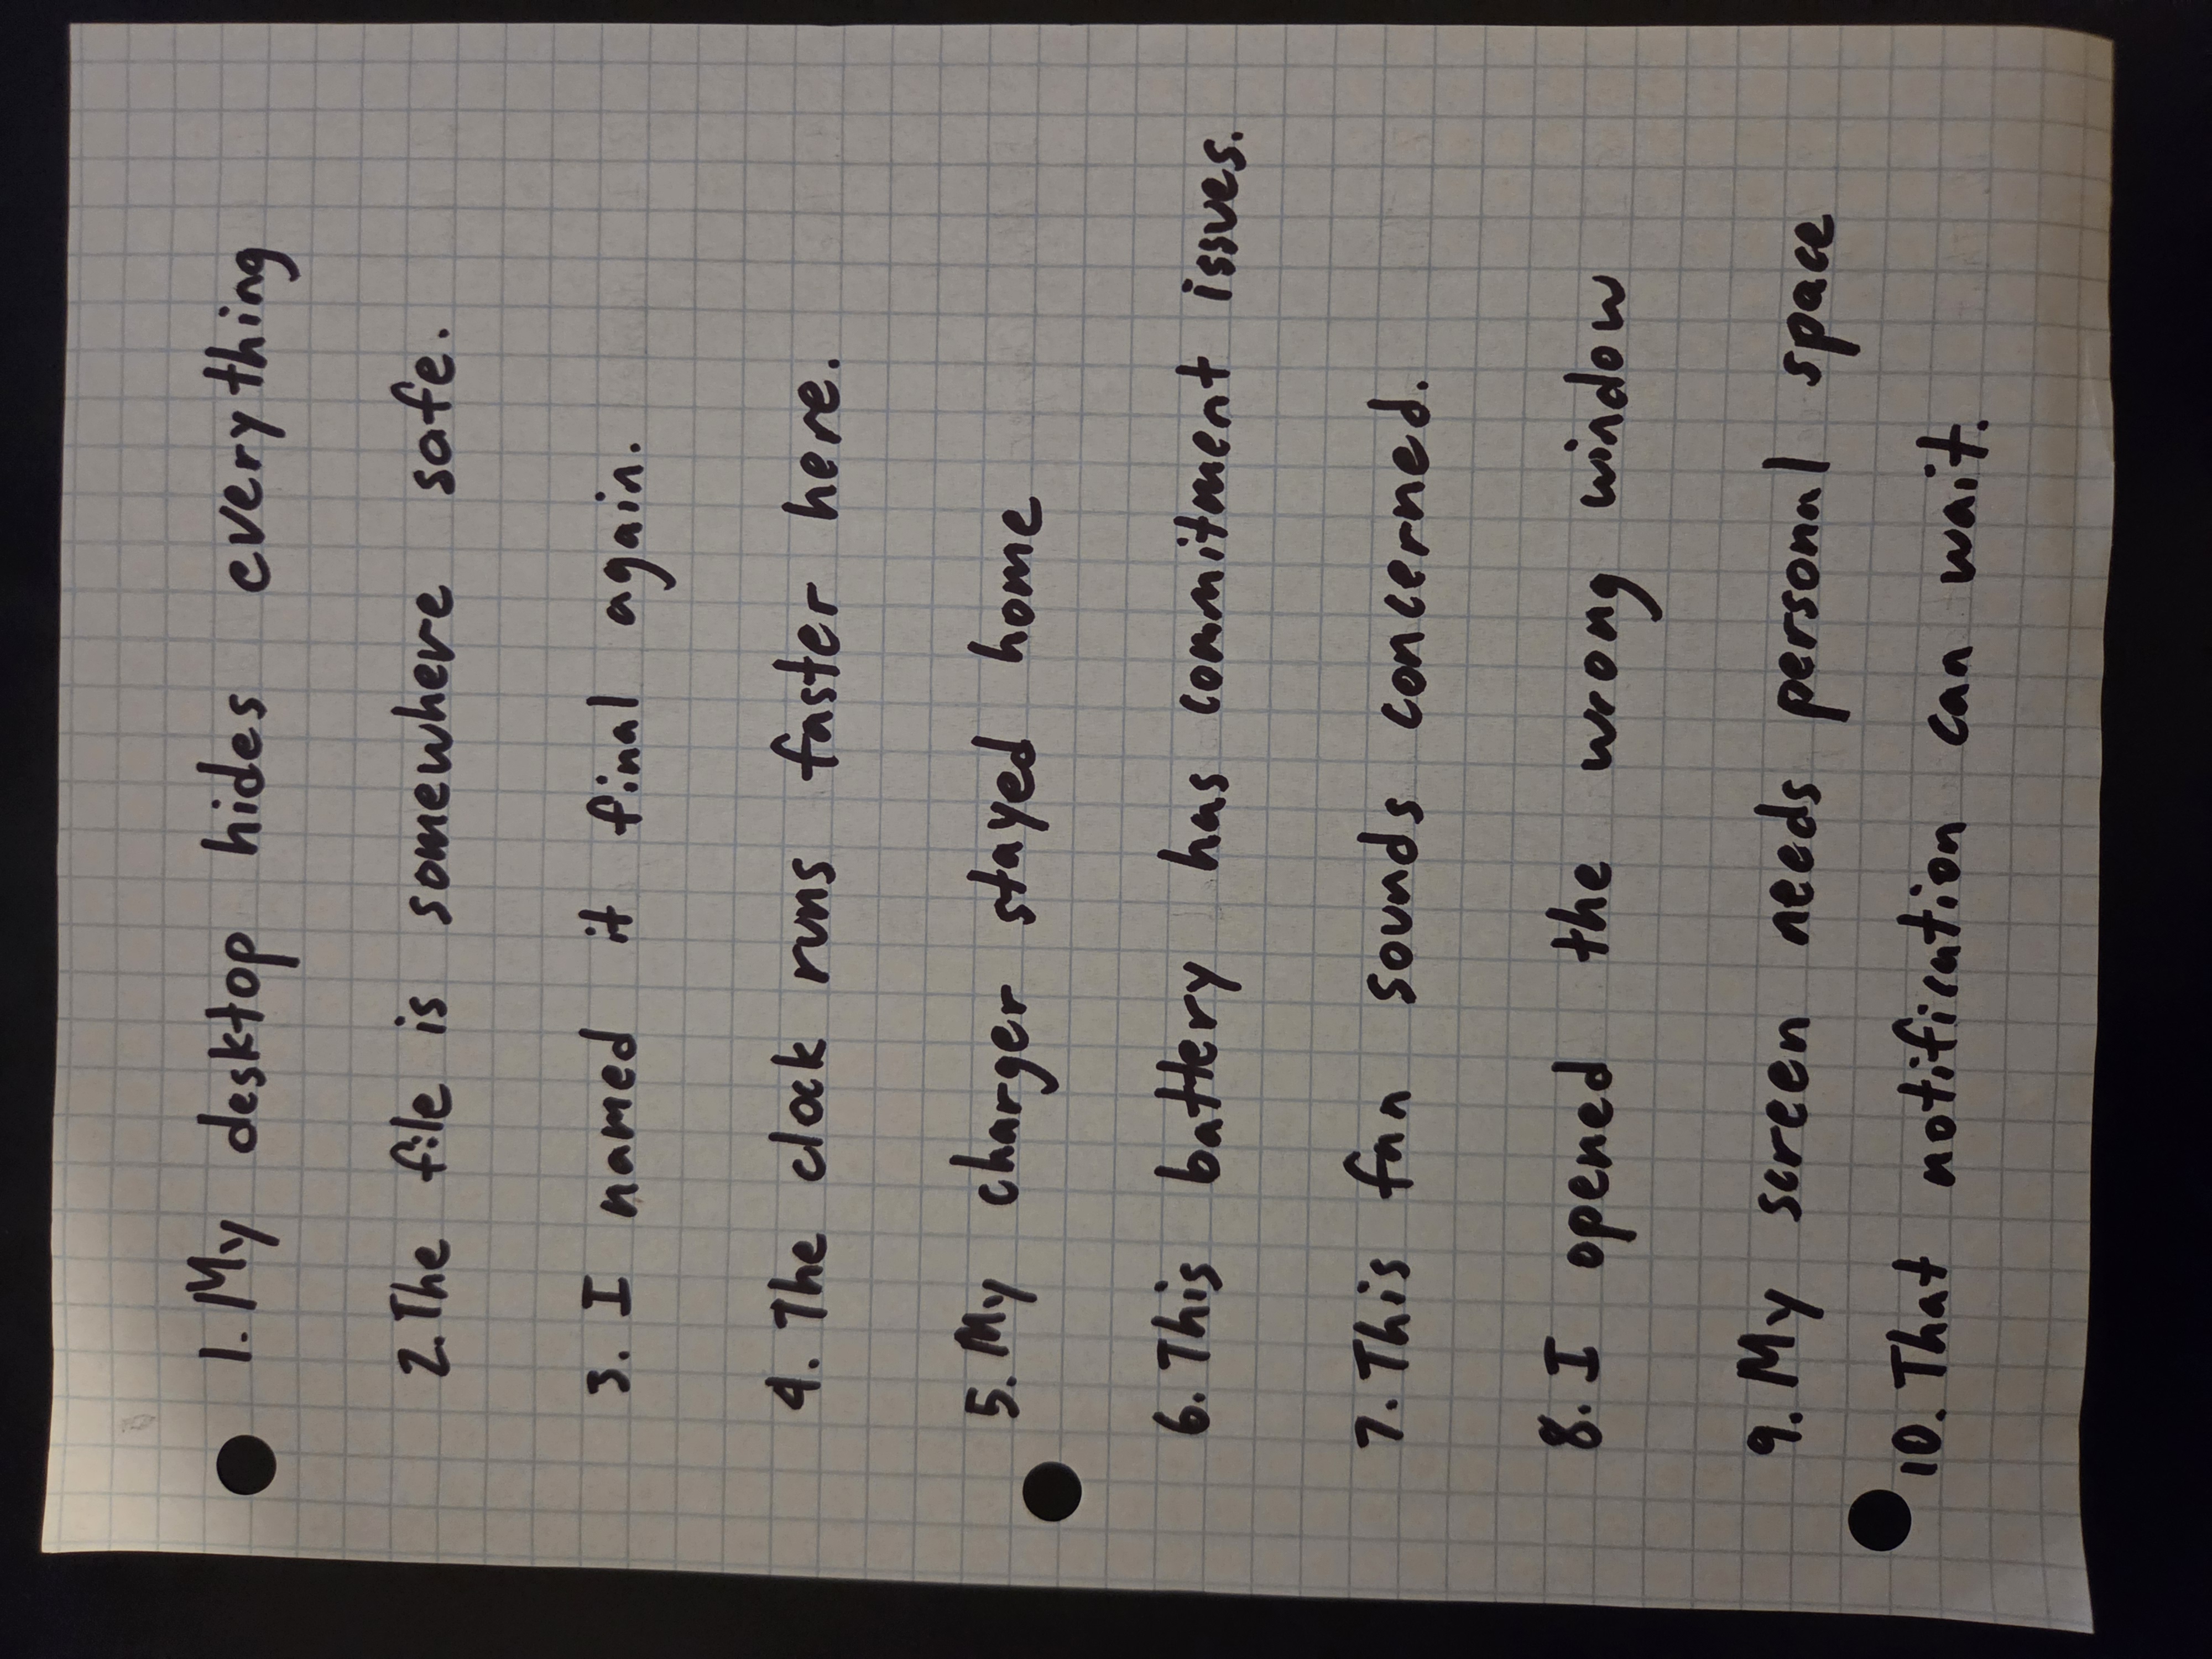 1. My desktop hides everything
2. The file is somewhere safe.
3. I named it final again.
4. The clock runs faster here.
5. My charger stayed home
6. This battery has commitment issues.
7. This fan sounds concerned.
8. I opened the wrong window
9. My screen needs personal space
10. That notification can wait.